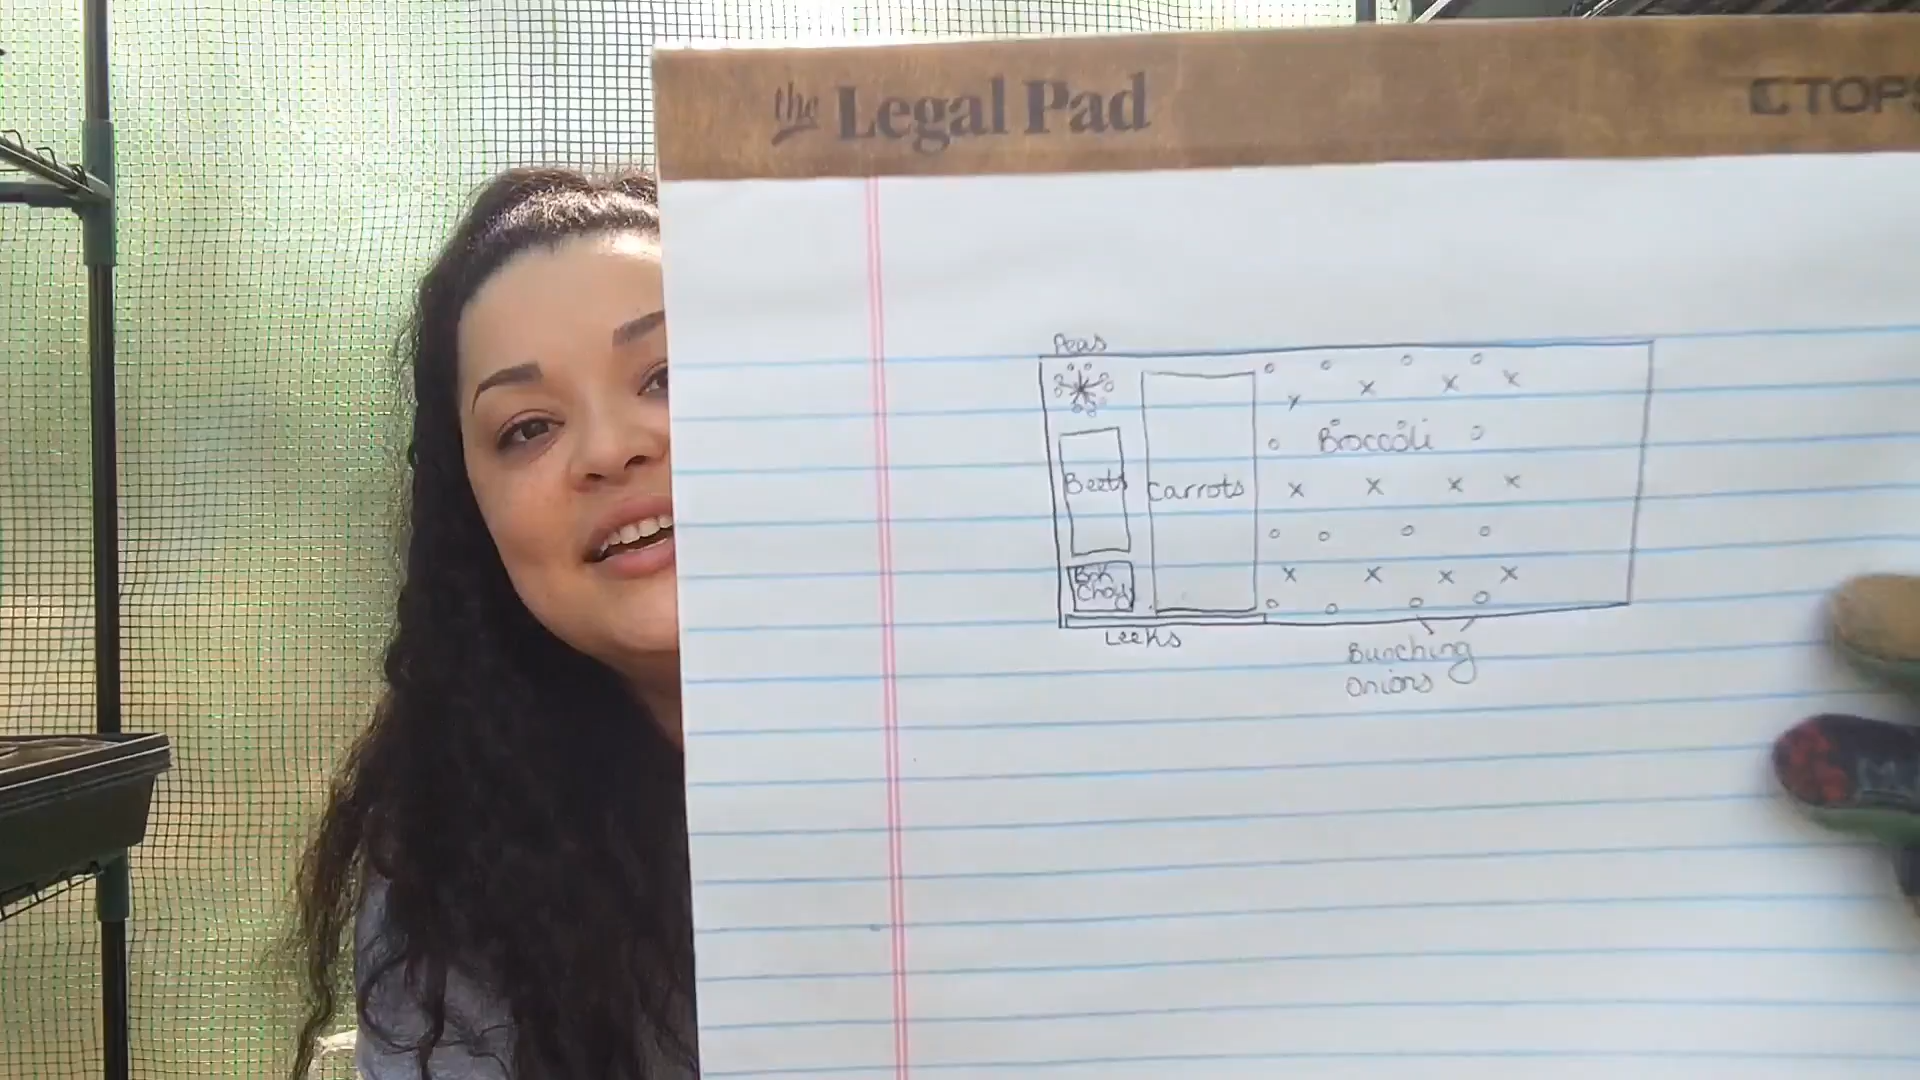 the Legal Pad
TOPS
Peas
Broccoli
Beets
Carrots
Bok
Choy
Leeks
Bunching
Onions